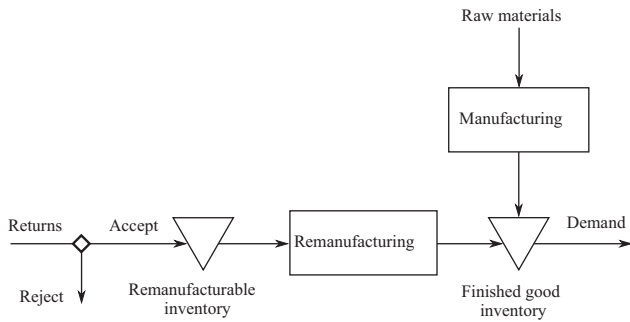 Raw materials
Manufacturing
Returns
Accept
Remanufacturing
Demand
Reject
Remanufacturable
inventory
Finished good
inventory